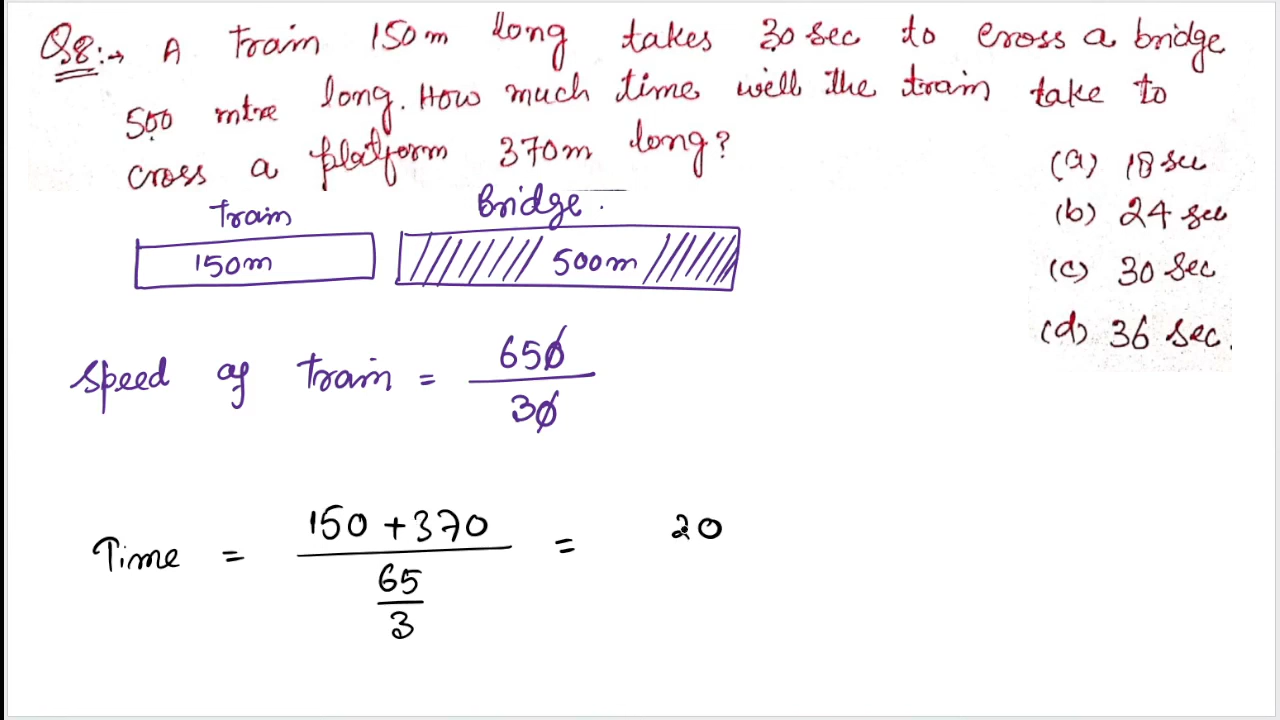 Q8:→ A train 150m long takes 30 sec to cross a bridge
500 mtre long. How much time will the train take to
cross a platform 370m long?
(a) 18 sec
(b) 24 sec
(c) 30 sec
(d) 36 sec.
Train Bridge.
150m 500m
Speed of train = 650/30
Time = (150 + 370)/(65/3) = 20